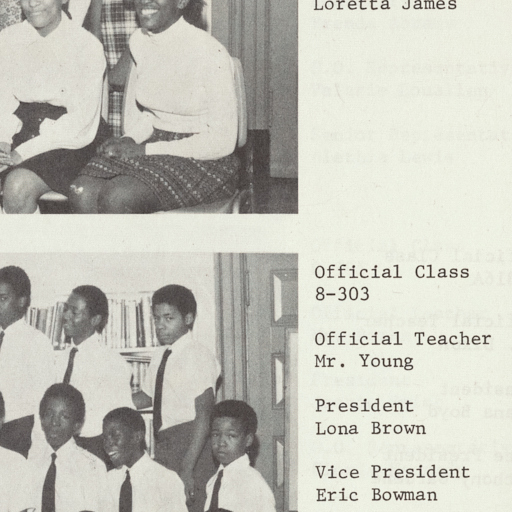 Loretta James
Official Class
8-303
Official Teacher
Mr. Young
President
Lona Brown
Vice President
Eric Bowman